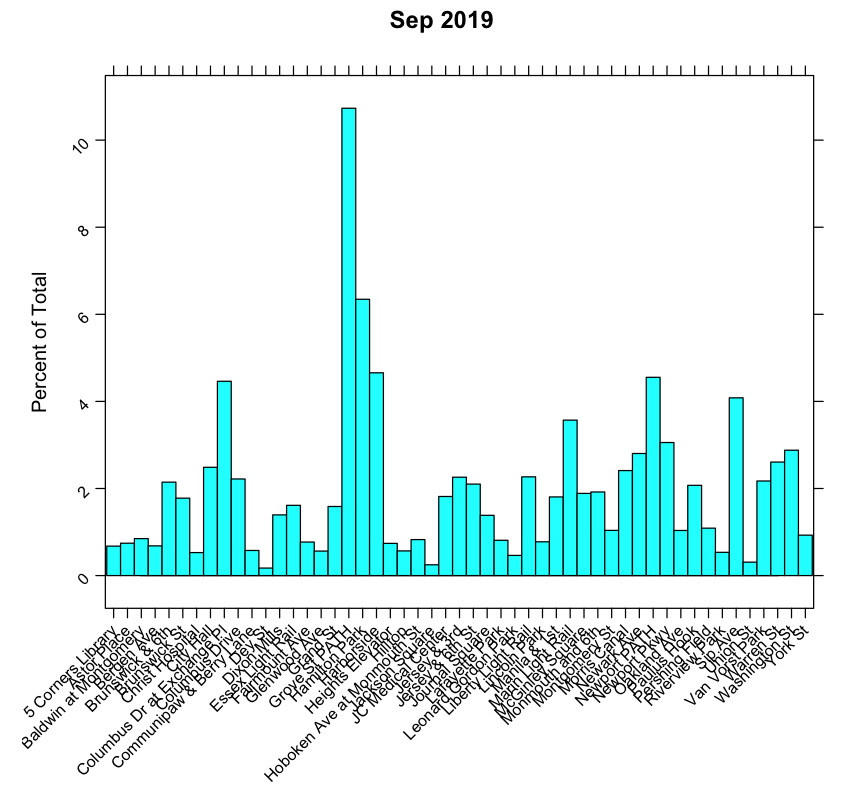 Sep 2019
Percent of Total
10
8
6
4
2
0
5 Corners Library
Astor Place
Baldwin at Montgomery
Bergen Ave
Brunswick & 6th
Brunswick St
Christ Hospital
City Hall
Columbus Dr at Exchange Pl
Columbus Drive
Communipaw & Berry Lane
Dey St
Dixon Mills
Essex Light Rail
Fairmount Ave
Glenwood Ave
Grand St
Grove St PATH
Hamilton Park
Harborside
Heights Elevator
Hilltop
Hoboken Ave at Monmouth St
Jackson Square
JC Medical Center
Jersey & 3rd
Jersey & 6th St
Journal Square
Lafayette Park
Leonard Gordon Park
Liberty Light Rail
Lincoln Park
Manila & 1st
Marin Light Rail
McGinley Square
Monmouth and 6th
Montgomery St
Morris Canal
Newark Ave
Newport PATH
Newport Pkwy
Oakland Ave
Paulus Hook
Pershing Field
Riverview Park
Sip Ave
Union St
Van Vorst Park
Warren St
Washington St
York St